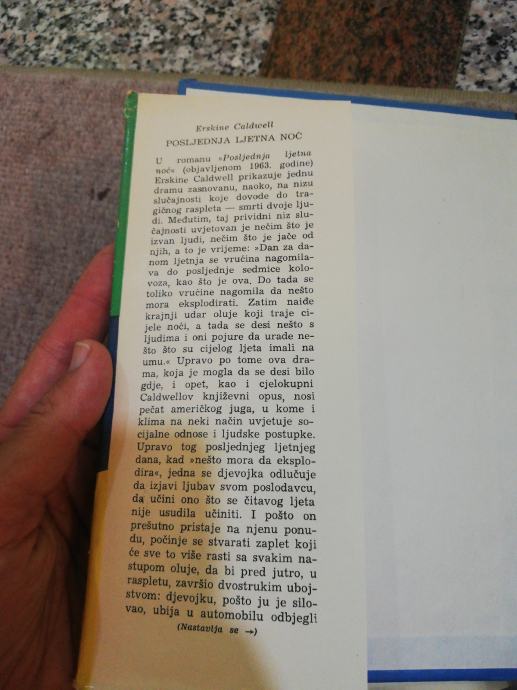 Erskine Caldwell
POSLJEDNJA LJETNA NOĆ
U romanu »Posljednja ljetna
noć« (objavljenom 1963. godine)
Erskine Caldwell prikazuje jednu
dramu zasnovanu, naoko, na nizu
slučajnosti koje dovode do tra-
gičnog raspleta — smrti dvoje lju-
di. Međutim, taj prividni niz slu-
čajnosti uvjetovan je nečim što je
izvan ljudi, nečim što je jače od
njih, a to je vrijeme: »Dan za da-
nom ljetnja se vrućina nagomila-
va do posljednje sedmice kolo-
voza, kao što je ova. Do tada se
toliko vrućine nagomila da nešto
mora eksplodirati. Zatim naiđe
krajnji udar oluje koji traje ci-
jele noći, a tada se desi nešto s
ljudima i oni pojure da urade ne-
što što su cijelog ljeta imali na
umu.« Upravo po tome ova dra-
ma, koja je mogla da se desi bilo
gdje, i opet, kao i cjelokupni
Caldwellov književni opus, nosi
pečat američkog juga, u kome i
klima na neki način uvjetuje so-
cijalne odnose i ljudske postupke.
Upravo tog posljednjeg ljetnjeg
dana, kad »nešto mora da eksplo-
dira«, jedna se djevojka odlučuje
da izjavi ljubav svom poslodavcu,
da učini ono što se čitavog ljeta
nije usudila učiniti. I pošto on
prešutno pristaje na njenu ponu-
du, počinje se stvarati zaplet koji
će sve to više rasti sa svakim na-
stupom oluje, da bi pred jutro, u
raspletu, završio dvostrukim uboj-
stvom: djevojku, pošto ju je silo-
vao, ubija u automobilu odbjegli
(Nastavlja se →)